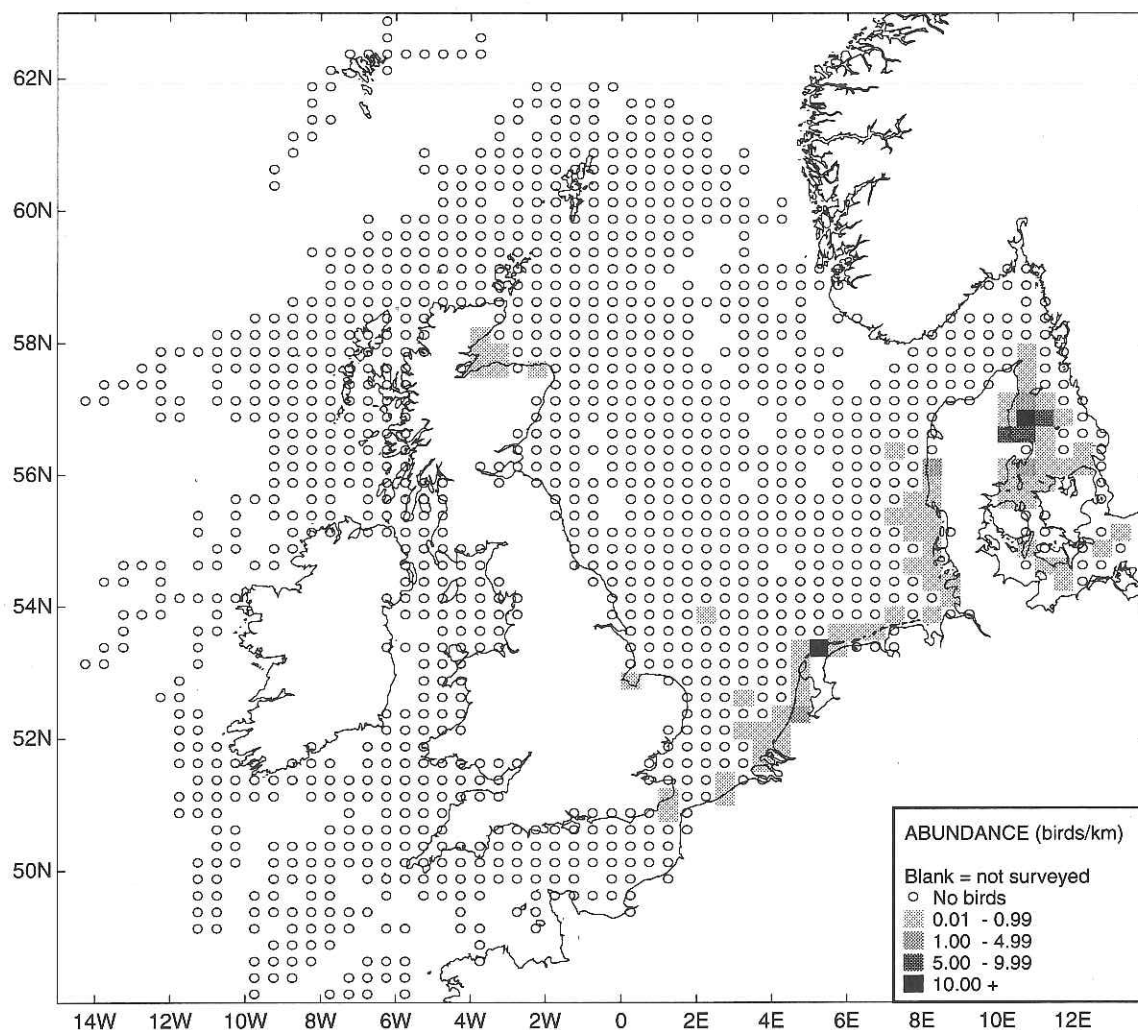 62N
60N
58N
56N
54N
52N
50N
14W 12W 10W 8W 6W 4W 2W 0 2E 4E 6E 8E 10E 12E
ABUNDANCE (birds/km)
Blank = not surveyed
No birds
0.01 - 0.99
1.00 - 4.99
5.00 - 9.99
10.00 +